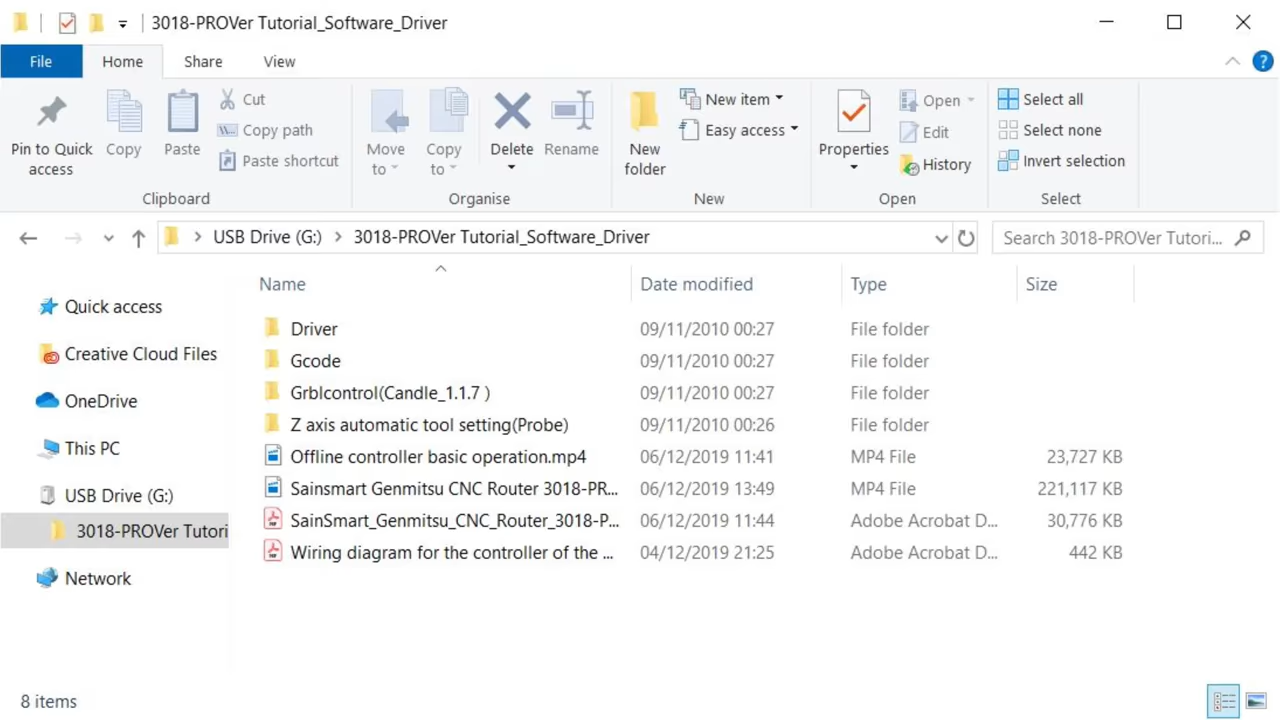 3018-PROVer Tutorial_Software_Driver
File Home Share View
Pin to Quick access
Copy
Paste
Cut
Copy path
Paste shortcut
Clipboard
Move to
Copy to
Delete
Rename
Organise
New folder
New item
Easy access
New
Properties
Open
Edit
History
Open
Select all
Select none
Invert selection
Select
USB Drive (G:) > 3018-PROVer Tutorial_Software_Driver
Search 3018-PROVer Tutori...
Quick access
Creative Cloud Files
OneDrive
This PC
USB Drive (G:)
3018-PROVer Tutori
Network
Name Date modified Type Size
Driver 09/11/2010 00:27 File folder
Gcode 09/11/2010 00:27 File folder
Grblcontrol(Candle_1.1.7 ) 09/11/2010 00:27 File folder
Z axis automatic tool setting(Probe) 09/11/2010 00:26 File folder
Offline controller basic operation.mp4 06/12/2019 11:41 MP4 File 23,727 KB
Sainsmart Genmitsu CNC Router 3018-PR... 06/12/2019 13:49 MP4 File 221,117 KB
SainSmart_Genmitsu_CNC_Router_3018-P... 06/12/2019 11:44 Adobe Acrobat D... 30,776 KB
Wiring diagram for the controller of the ... 04/12/2019 21:25 Adobe Acrobat D... 442 KB
8 items